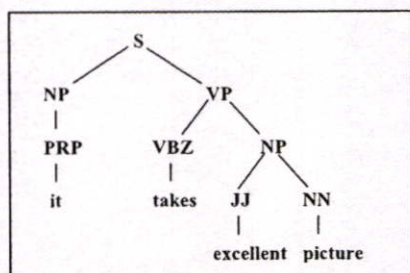 S
NP VP
PRP VBZ NP
it takes JJ NN
excellent picture